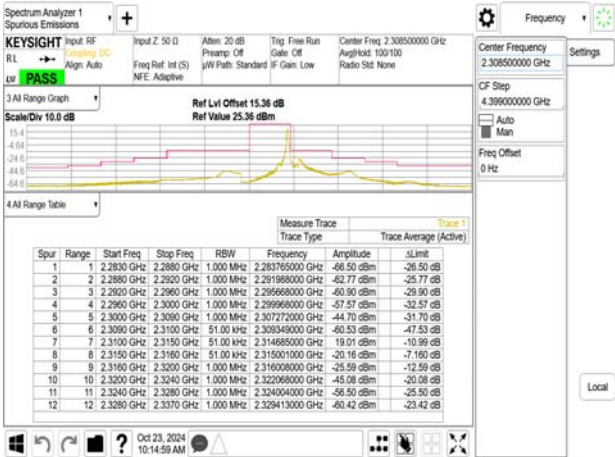 Spectrum Analyzer 1
Spurious Emissions
+
Frequency
KEYSIGHT Input: RF Input Z: 50 Ω Atten: 20 dB Trig: Free Run Center Freq: 2.308500000 GHz
RL Coupling: DC Preamp: Off Gate: Off Avg|Hold: 100/100
Align: Auto Freq Ref: Int (S) µW Path: Standard IF Gain: Low Radio Std: None
NFE: Adaptive
PASS
Center Frequency
2.308500000 GHz
Settings
CF Step
4.399000000 GHz
Auto
Man
Freq Offset
0 Hz
3 All Range Graph
Ref Lvl Offset 15.36 dB
Scale/Div 10.0 dB Ref Value 25.36 dBm
15.4
-4.64
-24.6
-44.6
-64.6
4 All Range Table
Measure Trace Trace 1
Trace Type Trace Average (Active)
Spur Range Start Freq Stop Freq RBW Frequency Amplitude ΔLimit
1 1 2.2830 GHz 2.2880 GHz 1.000 MHz 2.283765000 GHz -66.50 dBm -26.50 dB
2 2 2.2880 GHz 2.2920 GHz 1.000 MHz 2.291988000 GHz -62.77 dBm -25.77 dB
3 3 2.2920 GHz 2.2960 GHz 1.000 MHz 2.295668000 GHz -60.90 dBm -29.90 dB
4 4 2.2960 GHz 2.3000 GHz 1.000 MHz 2.299968000 GHz -57.57 dBm -32.57 dB
5 5 2.3000 GHz 2.3090 GHz 1.000 MHz 2.307272000 GHz -44.70 dBm -31.70 dB
6 6 2.3090 GHz 2.3100 GHz 51.00 kHz 2.309349000 GHz -60.53 dBm -47.53 dB
7 7 2.3100 GHz 2.3150 GHz 51.00 kHz 2.314685000 GHz 19.01 dBm -10.99 dB
8 8 2.3150 GHz 2.3160 GHz 51.00 kHz 2.315001000 GHz -20.16 dBm -7.160 dB
9 9 2.3160 GHz 2.3200 GHz 1.000 MHz 2.316008000 GHz -25.59 dBm -12.59 dB
10 10 2.3200 GHz 2.3240 GHz 1.000 MHz 2.322068000 GHz -45.08 dBm -20.08 dB
11 11 2.3240 GHz 2.3280 GHz 1.000 MHz 2.324004000 GHz -56.50 dBm -25.50 dB
12 12 2.3280 GHz 2.3370 GHz 1.000 MHz 2.329413000 GHz -60.42 dBm -23.42 dB
Local
?
Oct 23, 2024
10:14:59 AM